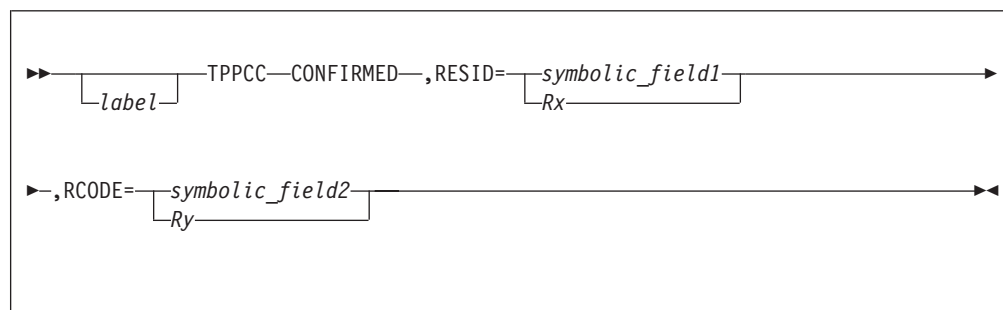 TPPCC CONFIRMED ,RESID= symbolic_field1
label Rx
,RCODE= symbolic_field2
Ry